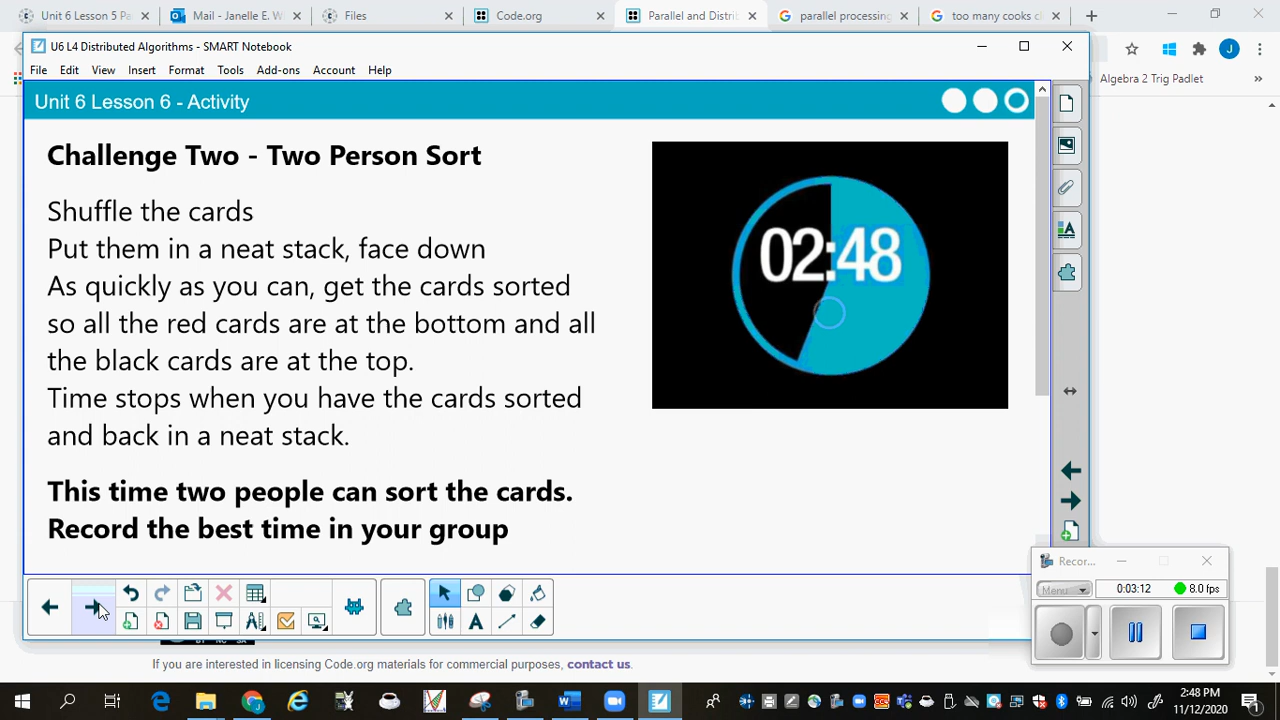 Unit 6 Lesson 5 Pa
Mail - Janelle E. W
Files
Code.org
Parallel and Distri
parallel processing
too many cooks c
U6 L4 Distributed Algorithms - SMART Notebook
File Edit View Insert Format Tools Add-ons Account Help
J
Algebra 2 Trig Padlet
Unit 6 Lesson 6 - Activity
Challenge Two - Two Person Sort
Shuffle the cards
Put them in a neat stack, face down
As quickly as you can, get the cards sorted
so all the red cards are at the bottom and all
the black cards are at the top.
Time stops when you have the cards sorted
and back in a neat stack.
This time two people can sort the cards.
Record the best time in your group
02:48
Recor...
Menu
0:03:12
8.0 fps
If you are interested in licensing Code.org materials for commercial purposes, contact us.
2:48 PM
11/12/2020